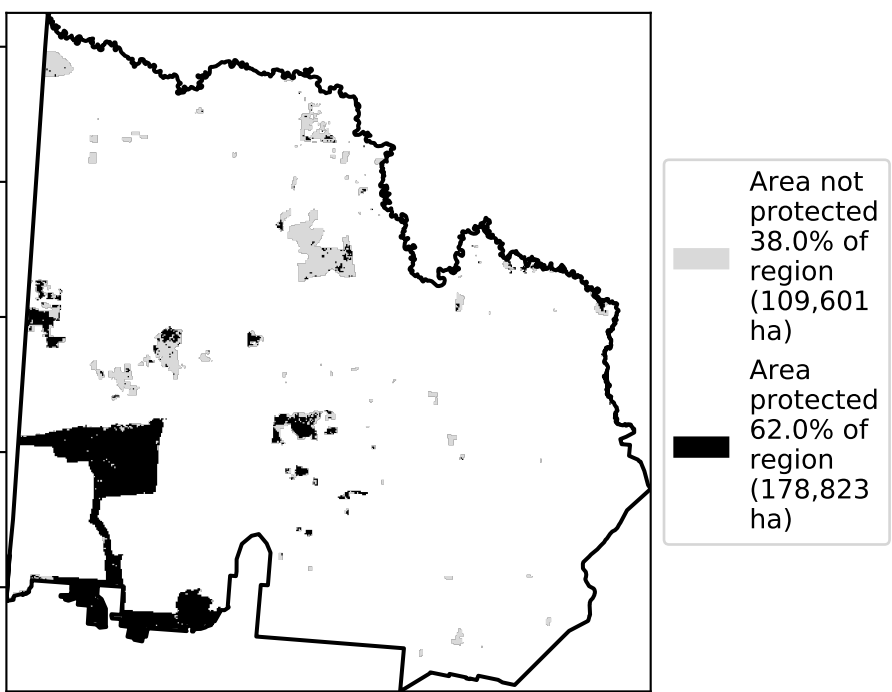 Area not
protected
38.0% of
region
(109,601
ha)
Area
protected
62.0% of
region
(178,823
ha)